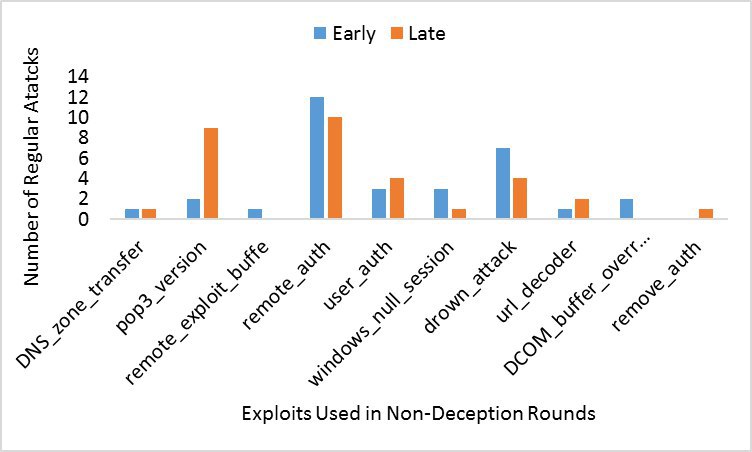 Early Late
Number of Regular Atatcks
14
12
10
8
6
4
2
0
DNS_zone_transfer
pop3_version
remote_exploit_buffe
remote_auth
user_auth
windows_null_session
drown_attack
url_decoder
DCOM_buffer_overr...
remove_auth
Exploits Used in Non-Deception Rounds